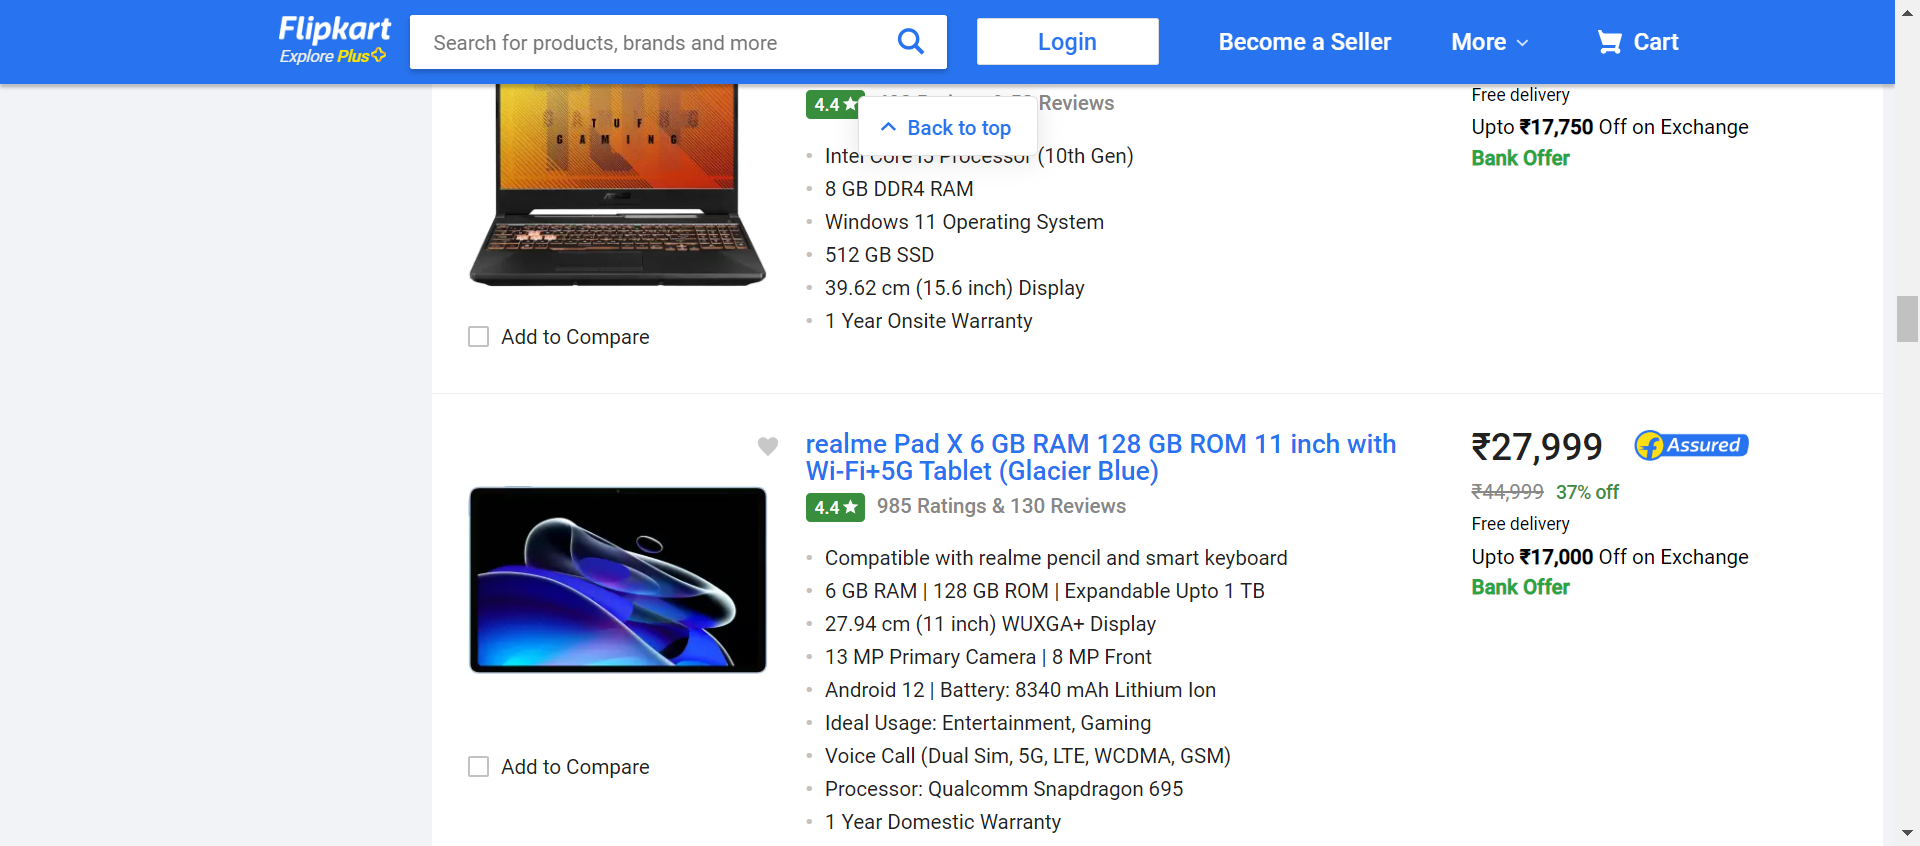 Flipkart
Explore Plus
Search for products, brands and more
Login
Become a Seller
More
Cart
TUF
GAMING
4.4
Reviews
Back to top
Intel Core i5 Processor (10th Gen)
8 GB DDR4 RAM
Windows 11 Operating System
512 GB SSD
39.62 cm (15.6 inch) Display
1 Year Onsite Warranty
Add to Compare
Free delivery
Upto ₹17,750 Off on Exchange
Bank Offer
realme Pad X 6 GB RAM 128 GB ROM 11 inch with
Wi-Fi+5G Tablet (Glacier Blue)
4.4
985 Ratings & 130 Reviews
Compatible with realme pencil and smart keyboard
6 GB RAM | 128 GB ROM | Expandable Upto 1 TB
27.94 cm (11 inch) WUXGA+ Display
13 MP Primary Camera | 8 MP Front
Android 12 | Battery: 8340 mAh Lithium Ion
Ideal Usage: Entertainment, Gaming
Voice Call (Dual Sim, 5G, LTE, WCDMA, GSM)
Processor: Qualcomm Snapdragon 695
1 Year Domestic Warranty
Add to Compare
₹27,999
Assured
₹44,999 37% off
Free delivery
Upto ₹17,000 Off on Exchange
Bank Offer